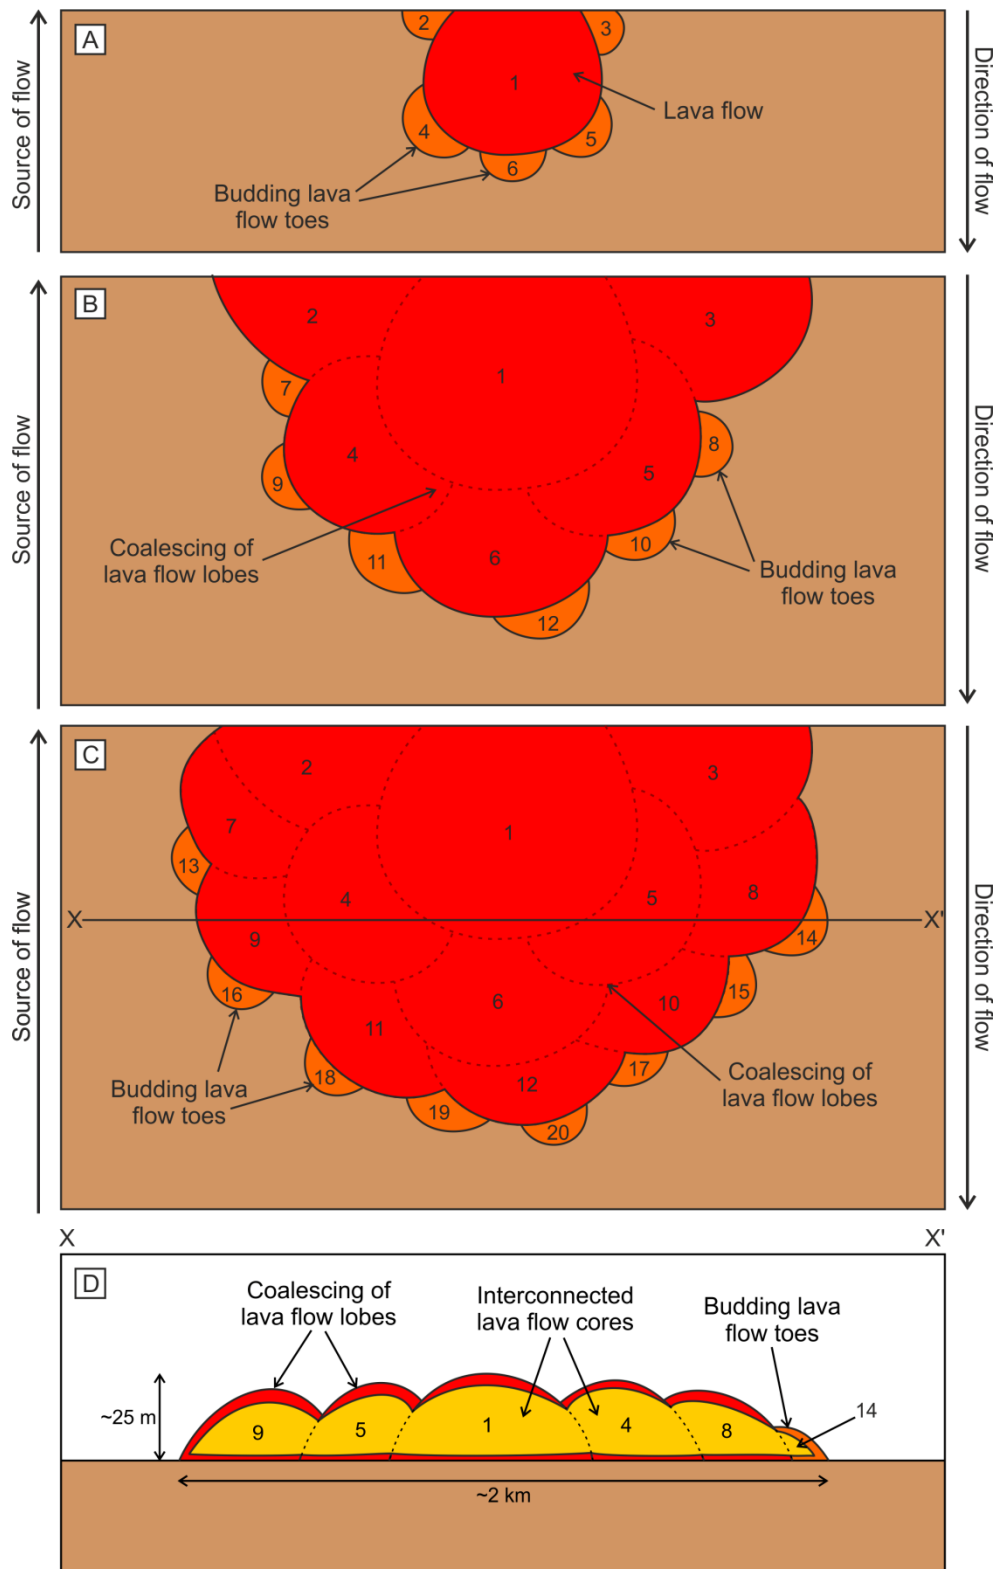 A
2
3
1
Lava flow
4
5
6
Budding lava
flow toes
Source of flow
Direction of flow
B
2
3
1
7
8
4
5
9
10
Coalescing of
lava flow lobes
6
11
Budding lava
flow toes
12
Source of flow
Direction of flow
C
2
3
7
1
13
4
5
8
X
X'
9
14
16
6
10
15
11
18
17
12
Budding lava
flow toes
Coalescing of
lava flow lobes
19
20
Source of flow
Direction of flow
X
X'
D
Coalescing of
lava flow lobes
Interconnected
lava flow cores
Budding lava
flow toes
~25 m
9
5
1
4
8
14
~2 km